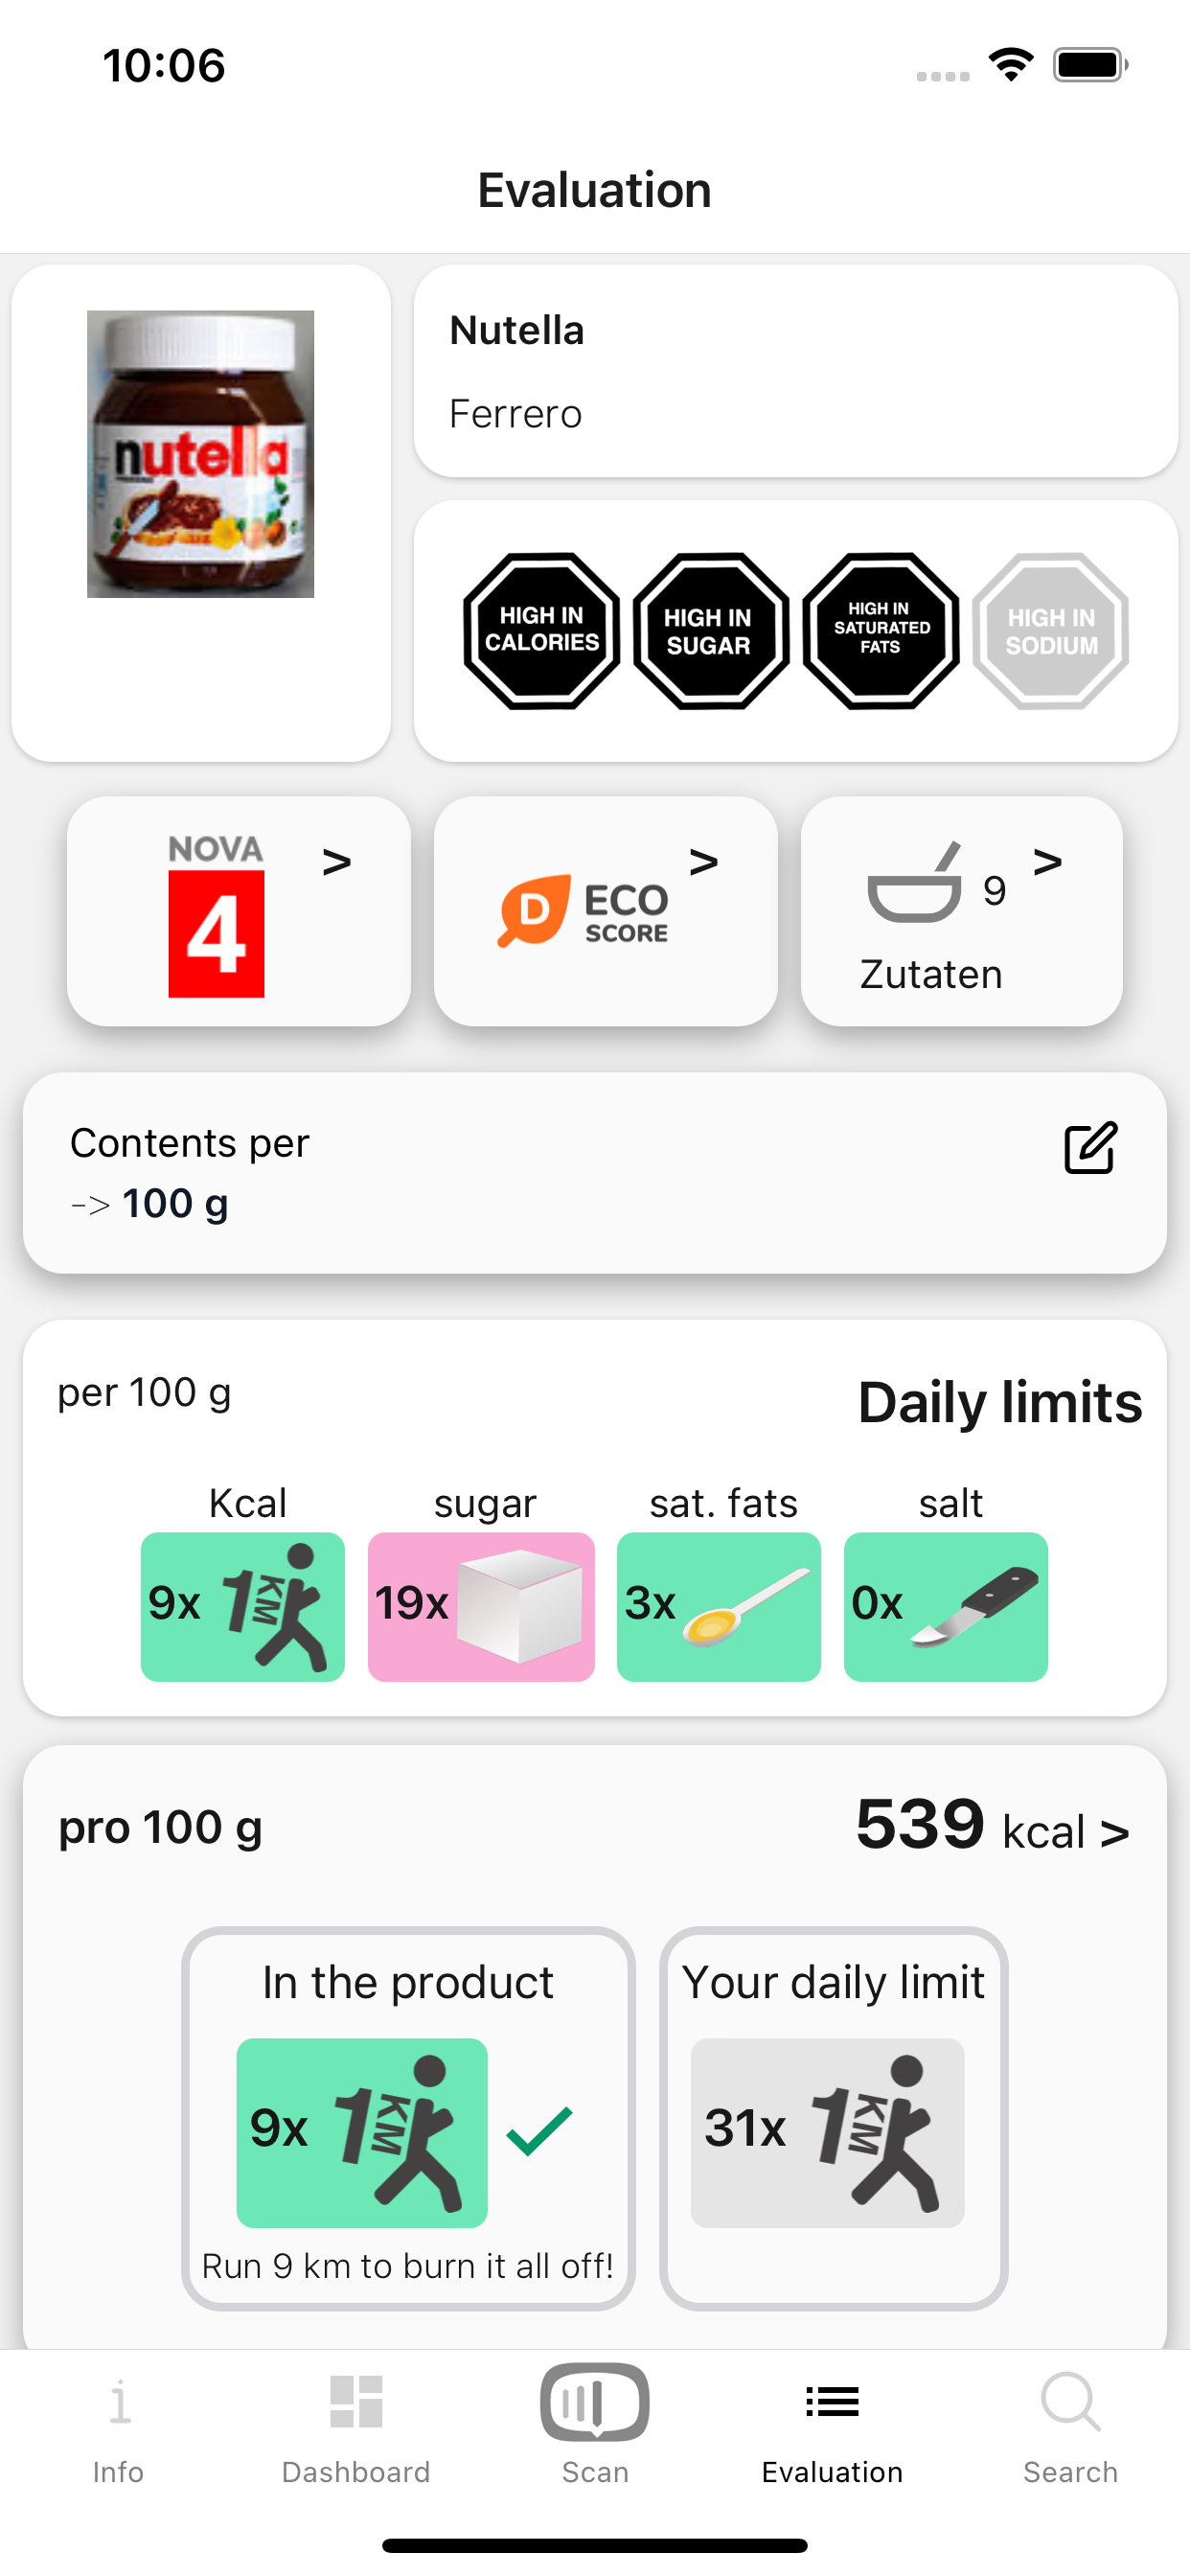 10:06
Evaluation
nutella
Nutella
Ferrero
HIGH IN
CALORIES
HIGH IN
SUGAR
HIGH IN
SATURATED
FATS
HIGH IN
SODIUM
NOVA
4
>
D
ECO
SCORE
>
9
>
Zutaten
Contents per
-> 100 g
per 100 g
Daily limits
Kcal
sugar
sat. fats
salt
9x 1 KM
19x
3x
0x
pro 100 g
539 kcal >
In the product
9x 1 KM
Run 9 km to burn it all off!
Your daily limit
31x 1 KM
Info
Dashboard
Scan
Evaluation
Search